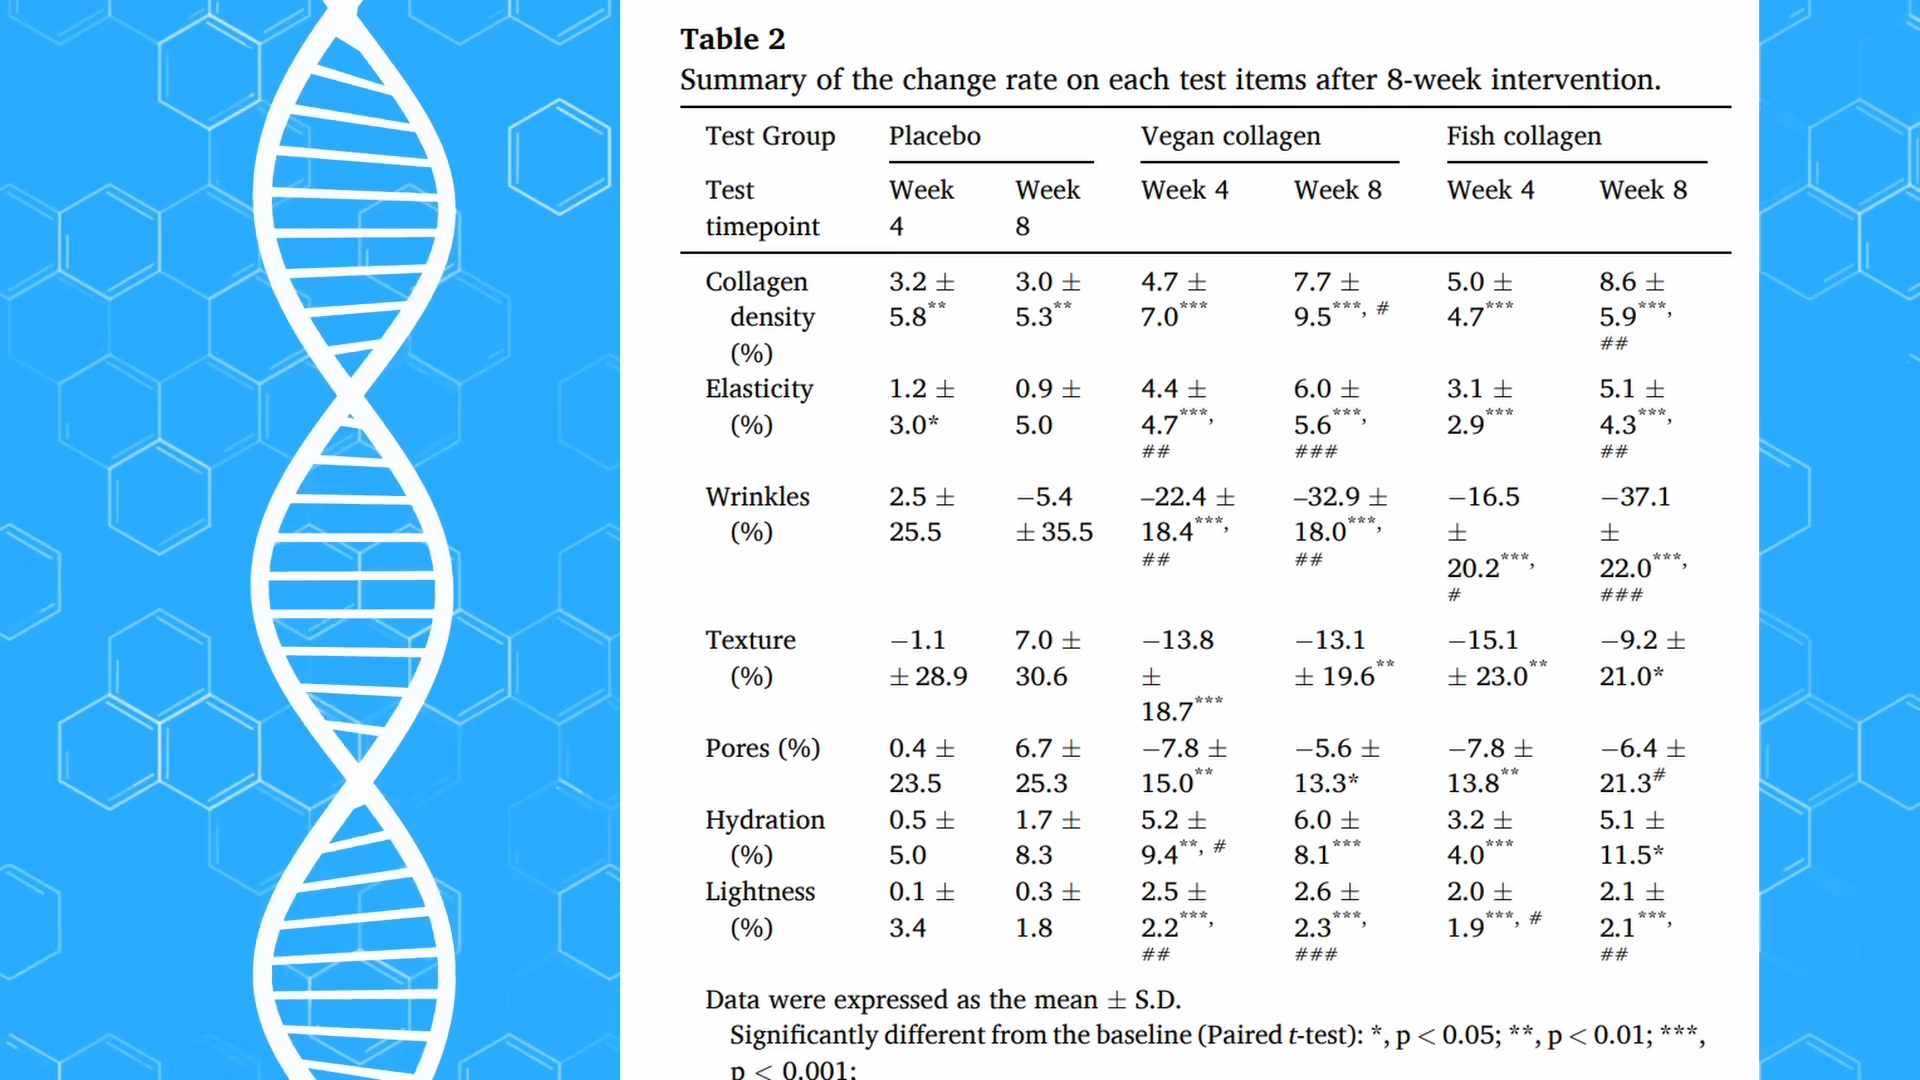 Table 2
Summary of the change rate on each test items after 8-week intervention.
Test Group Placebo Vegan collagen Fish collagen
Test timepoint Week 4 Week 8 Week 4 Week 8 Week 4 Week 8
Collagen density (%) 3.2 ± 5.8** 3.0 ± 5.3** 4.7 ± 7.0*** 7.7 ± 9.5***, # 5.0 ± 4.7*** 8.6 ± 5.9***, ##
Elasticity (%) 1.2 ± 3.0* 0.9 ± 5.0 4.4 ± 4.7***, ## 6.0 ± 5.6***, ### 3.1 ± 2.9*** 5.1 ± 4.3***, ##
Wrinkles (%) 2.5 ± 25.5 −5.4 ± 35.5 –22.4 ± 18.4***, ## –32.9 ± 18.0***, ## −16.5 ± 20.2***, # −37.1 ± 22.0***, ###
Texture (%) −1.1 ± 28.9 7.0 ± 30.6 −13.8 ± 18.7*** −13.1 ± 19.6** −15.1 ± 23.0** −9.2 ± 21.0*
Pores (%) 0.4 ± 23.5 6.7 ± 25.3 −7.8 ± 15.0** −5.6 ± 13.3* −7.8 ± 13.8** −6.4 ± 21.3#
Hydration (%) 0.5 ± 5.0 1.7 ± 8.3 5.2 ± 9.4**, # 6.0 ± 8.1*** 3.2 ± 4.0*** 5.1 ± 11.5*
Lightness (%) 0.1 ± 3.4 0.3 ± 1.8 2.5 ± 2.2***, ## 2.6 ± 2.3***, ### 2.0 ± 1.9***, # 2.1 ± 2.1***, ##
Data were expressed as the mean ± S.D.
Significantly different from the baseline (Paired t-test): *, p < 0.05; **, p < 0.01; ***,
p < 0.001;